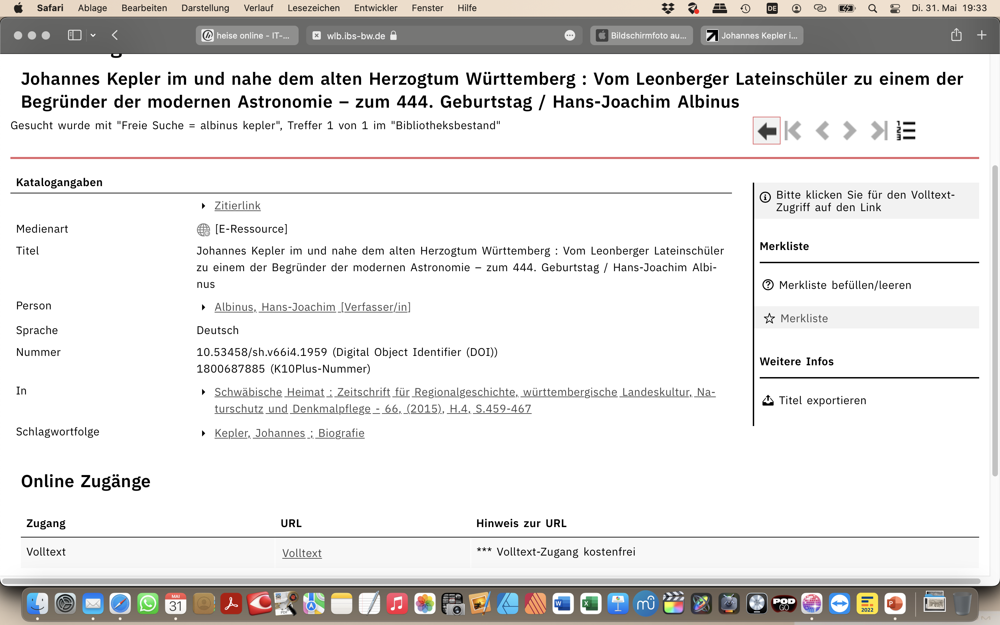 Safari Ablage Bearbeiten Darstellung Verlauf Lesezeichen Entwickler Fenster Hilfe DE Di. 31. Mai 19:33
heise online - IT-... wlb.ibs-bw.de Bildschirmfoto au... Johannes Kepler i...
Johannes Kepler im und nahe dem alten Herzogtum Württemberg : Vom Leonberger Lateinschüler zu einem der
Begründer der modernen Astronomie – zum 444. Geburtstag / Hans-Joachim Albinus
Gesucht wurde mit "Freie Suche = albinus kepler", Treffer 1 von 1 im "Bibliotheksbestand"
Katalogangaben
Zitierlink
Medienart [E-Ressource]
Titel Johannes Kepler im und nahe dem alten Herzogtum Württemberg : Vom Leonberger Lateinschüler
zu einem der Begründer der modernen Astronomie – zum 444. Geburtstag / Hans-Joachim Albi-
nus
Person Albinus, Hans-Joachim [Verfasser/in]
Sprache Deutsch
Nummer 10.53458/sh.v66i4.1959 (Digital Object Identifier (DOI))
1800687885 (K10Plus-Nummer)
In Schwäbische Heimat : Zeitschrift für Regionalgeschichte, württembergische Landeskultur, Na-
turschutz und Denkmalpflege - 66, (2015), H.4, S.459-467
Schlagwortfolge Kepler, Johannes ; Biografie
Bitte klicken Sie für den Volltext-
Zugriff auf den Link
Merkliste
Merkliste befüllen/leeren
Merkliste
Weitere Infos
Titel exportieren
Online Zugänge
Zugang URL Hinweis zur URL
Volltext Volltext *** Volltext-Zugang kostenfrei
MAI
31
PDF
W
X
POD
GO
2022
P